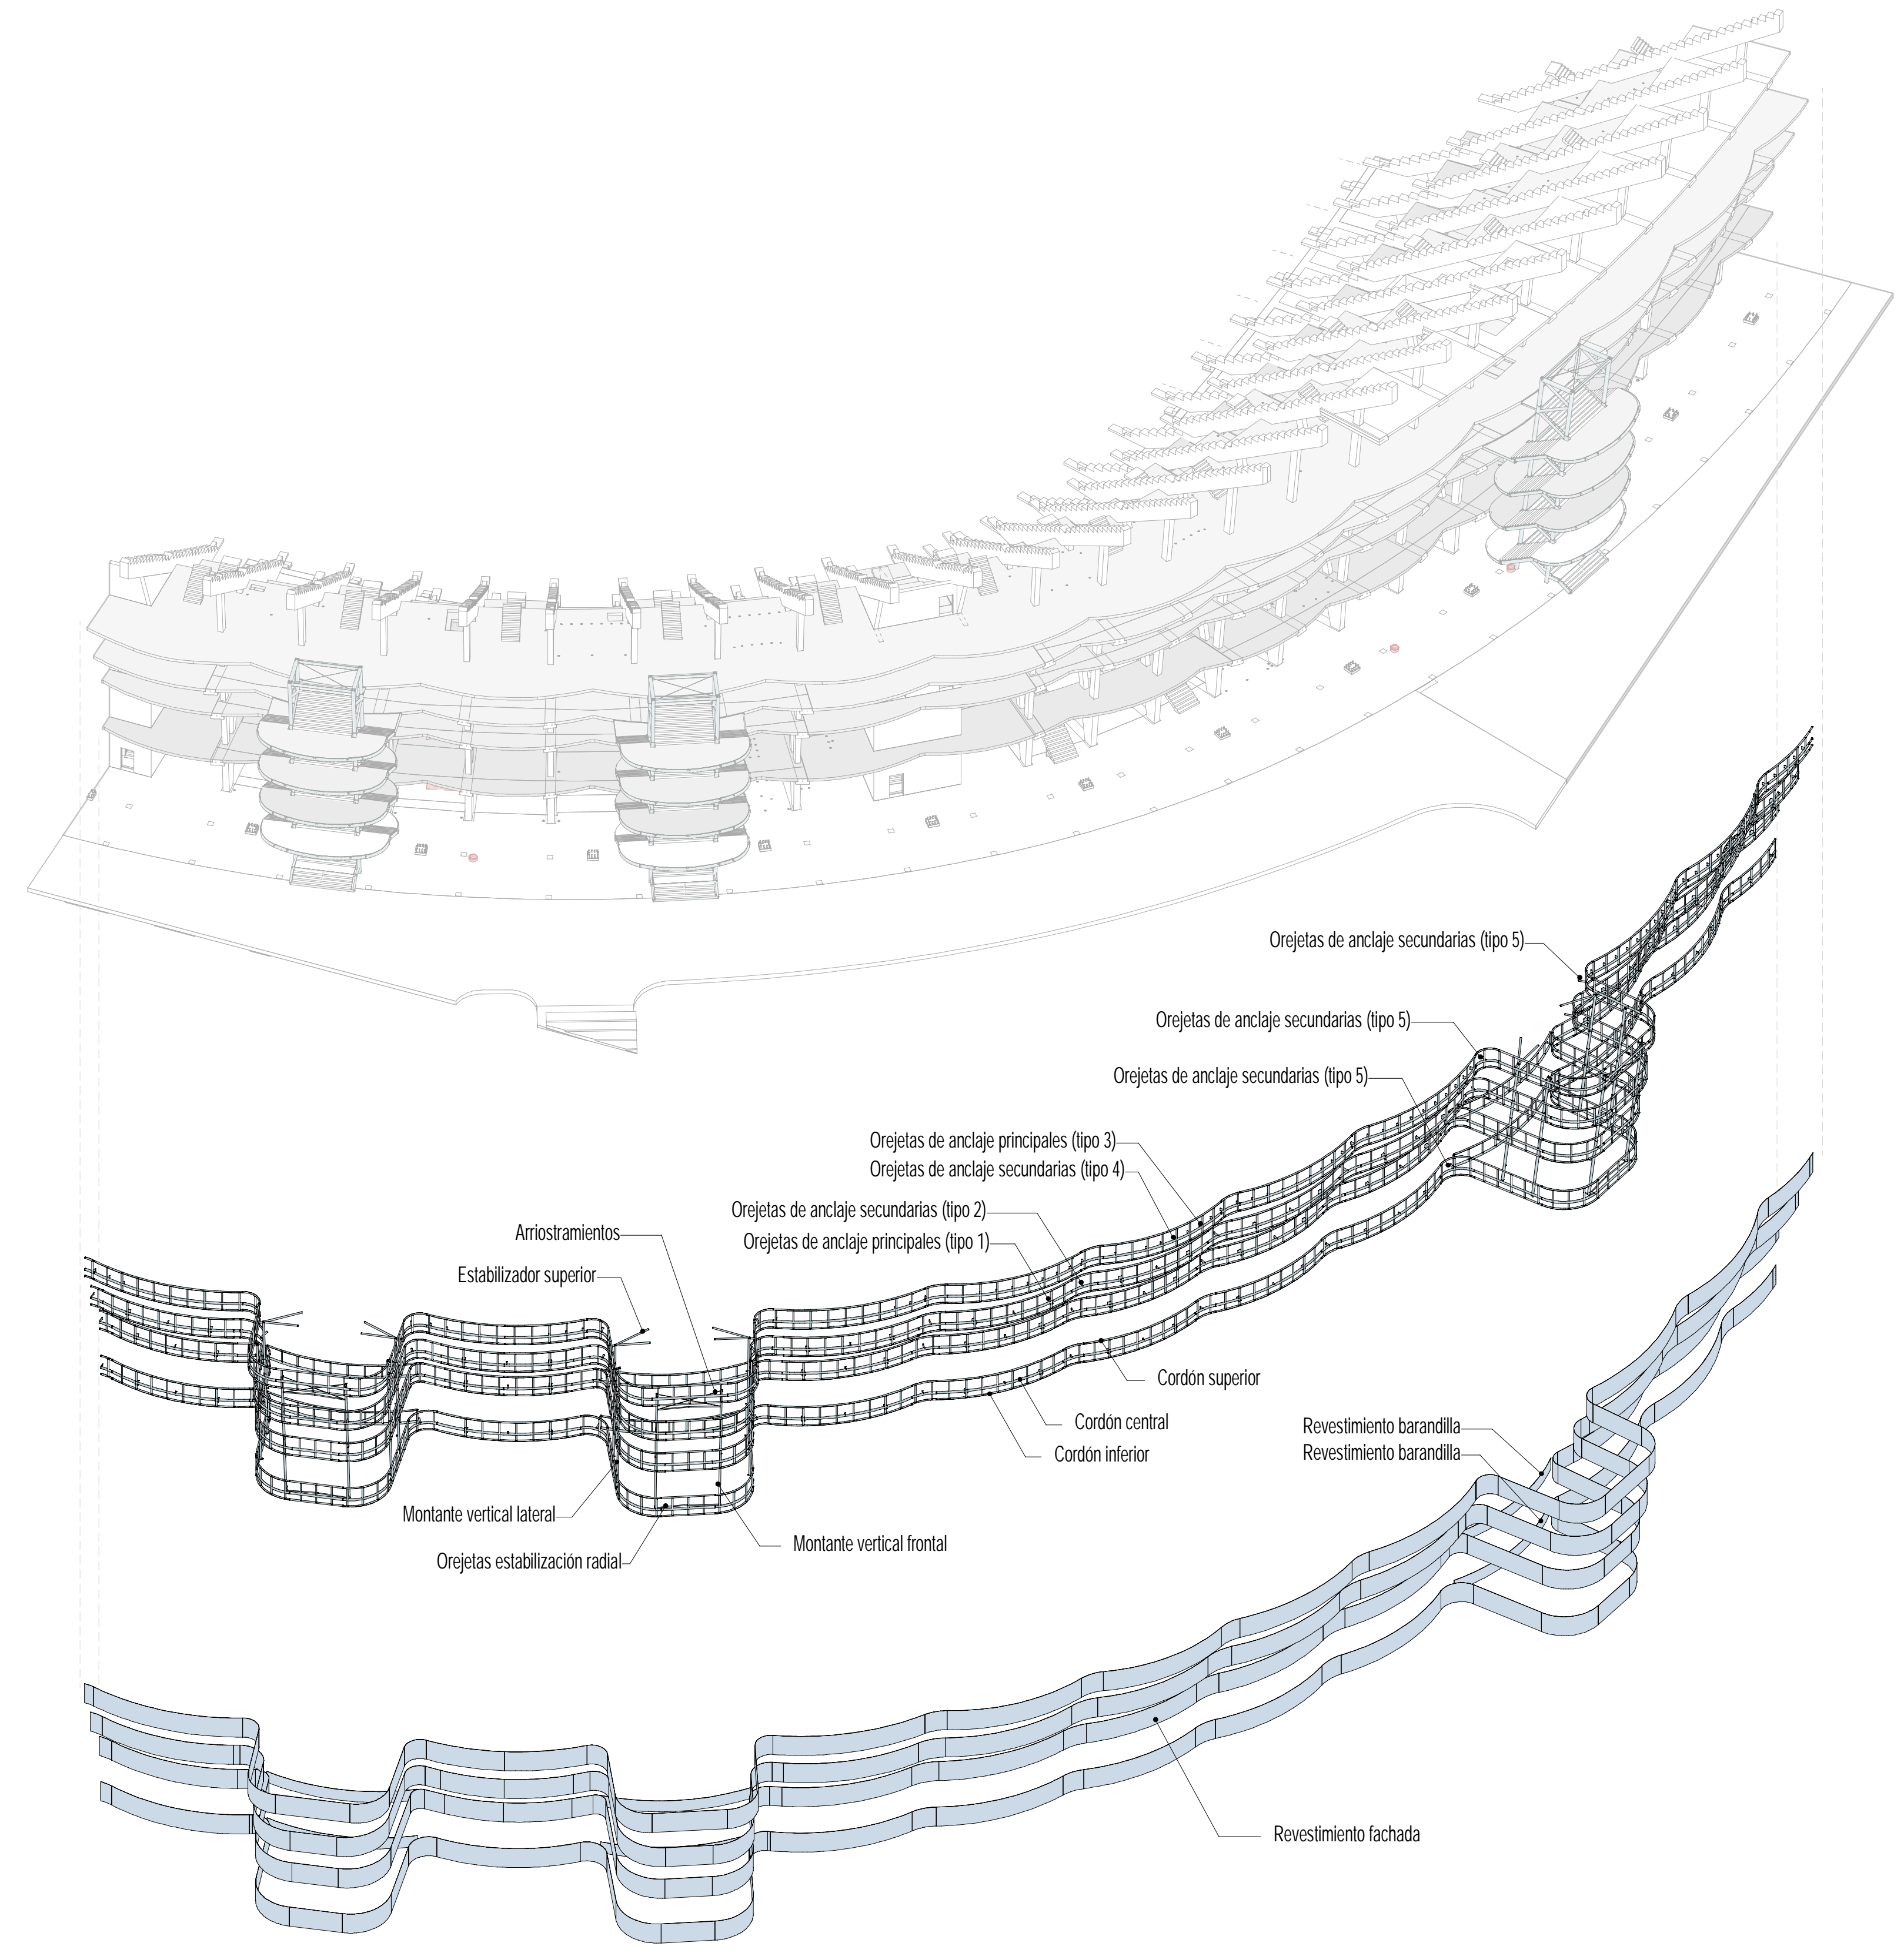 Orejetas de anclaje secundarias (tipo 5)
Orejetas de anclaje secundarias (tipo 5)
Orejetas de anclaje secundarias (tipo 5)
Orejetas de anclaje principales (tipo 3)
Orejetas de anclaje secundarias (tipo 4)
Orejetas de anclaje secundarias (tipo 2)
Orejetas de anclaje principales (tipo 1)
Arriostramientos
Estabilizador superior
Cordón superior
Cordón central
Cordón inferior
Montante vertical lateral
Montante vertical frontal
Orejetas estabilización radial
Revestimiento barandilla
Revestimiento barandilla
Revestimiento fachada